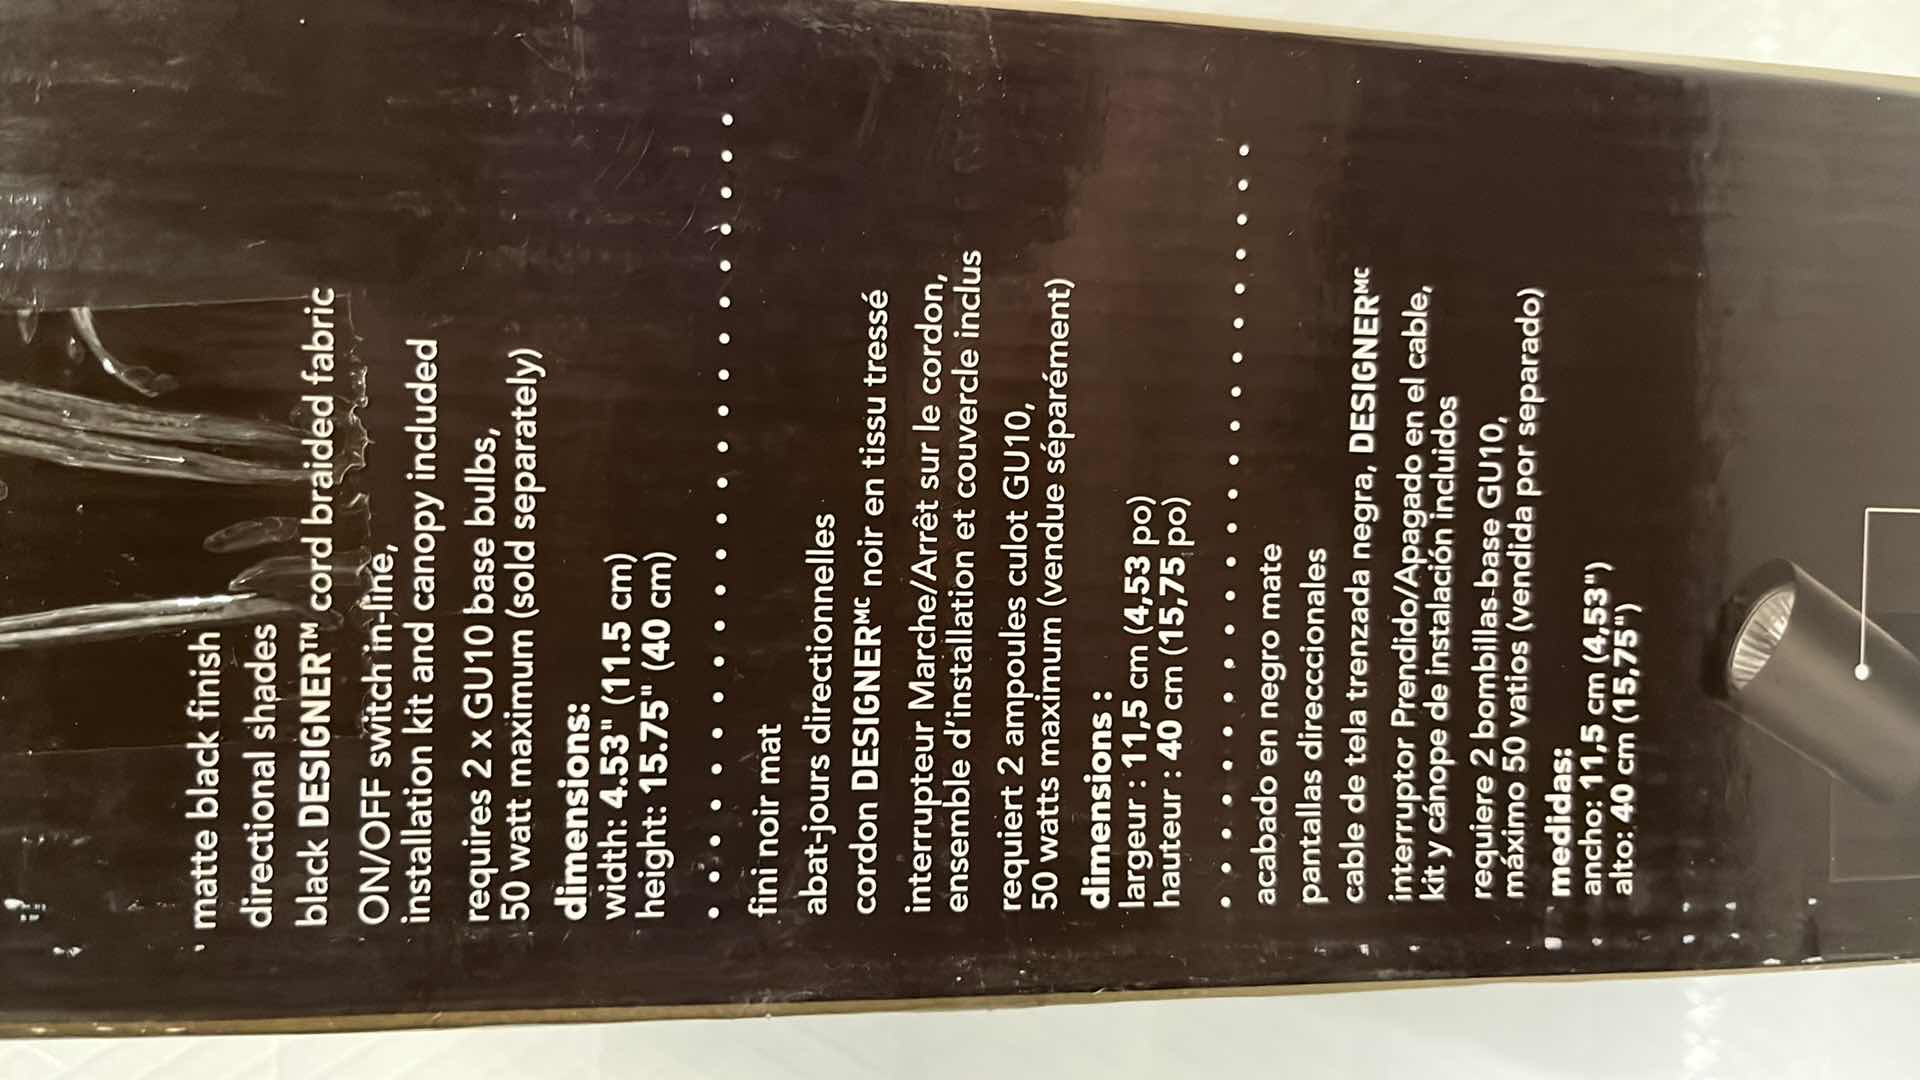 matte black finish
directional shades
black DESIGNER™ cord braided fabric
ON/OFF switch in-line,
installation kit and canopy included
requires 2 x GU10 base bulbs,
50 watt maximum (sold separately)
dimensions:
width: 4.53" (11.5 cm)
height: 15.75" (40 cm)
fini noir mat
abat-jours directionnelles
cordon DESIGNERᴹᶜ noir en tissu tressé
interrupteur Marche/Arrêt sur le cordon,
ensemble d'installation et couvercle inclus
requiert 2 ampoules culot GU10,
50 watts maximum (vendue séparément)
dimensions :
largeur : 11,5 cm (4,53 po)
hauteur : 40 cm (15,75 po)
acabado en negro mate
pantallas direcccionales
cable de tela trenzada negra, DESIGNERᴹᶜ
interruptor Prendido/Apagado en el cable,
kit y cánope de instalación incluidos
requiere 2 bombillas-base GU10,
máximo 50 vatios (vendida por separado)
medidas:
ancho: 11,5 cm (4,53")
alto: 40 cm (15,75")